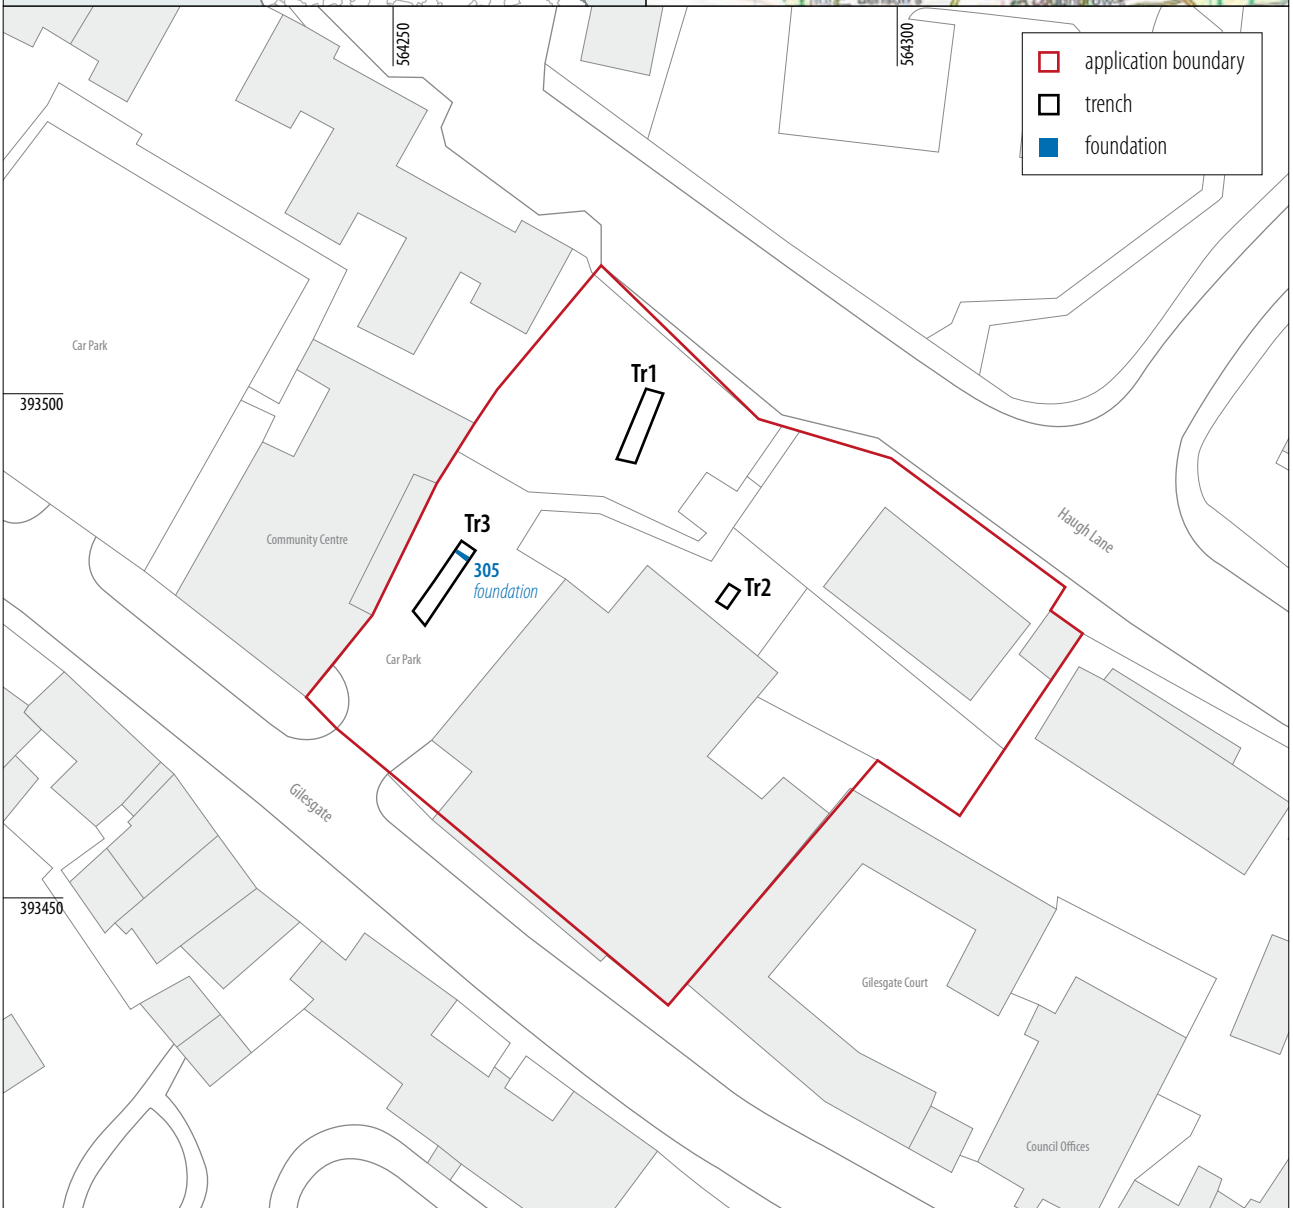 564250
564300
application boundary
trench
foundation
Car Park
Tr1
393500
Haugh Lane
Tr3
Community Centre
305
foundation
Tr2
Car Park
Gilesgate
393450
Gilesgate Court
Council Offices